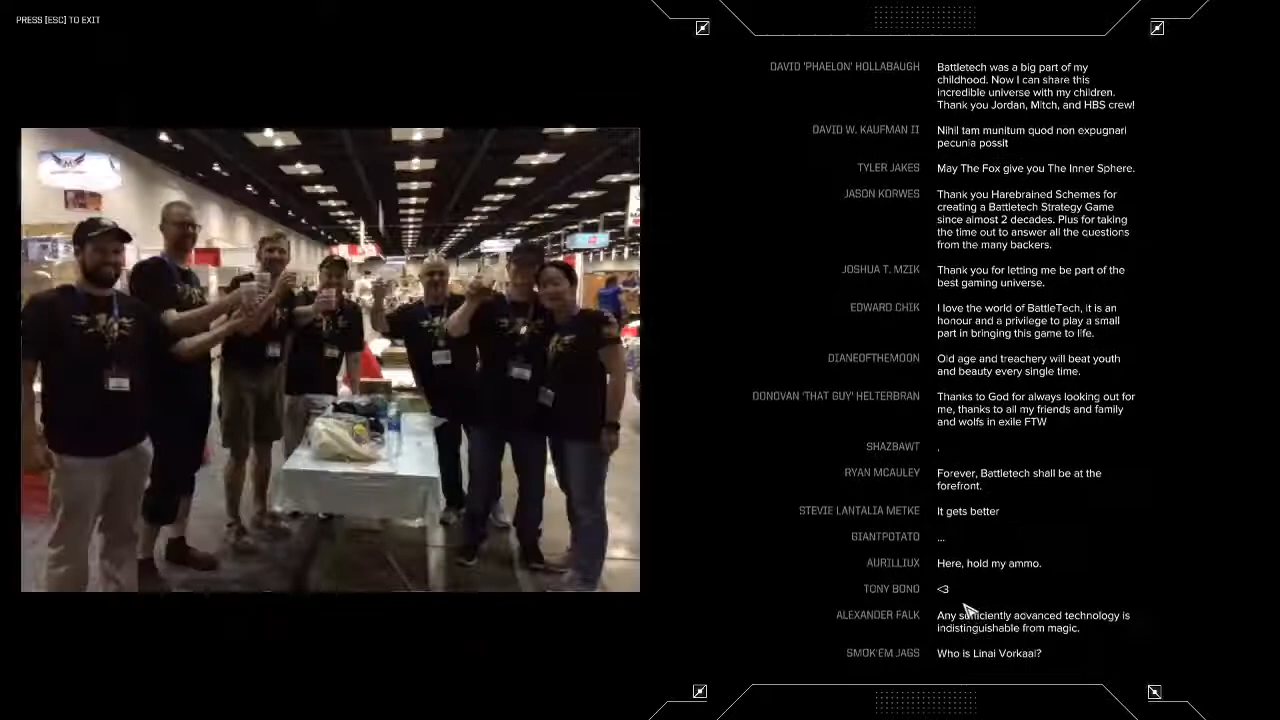 PRESS [ESC] TO EXIT
DAVID 'PHAELON' HOLLABAUGH
Battletech was a big part of my
childhood. Now I can share this
incredible universe with my children.
Thank you Jordan, Mitch, and HBS crew!
DAVID W. KAUFMAN II
Nihil tam munitum quod non expugnari
pecunia possit
TYLER JAKES
May The Fox give you The Inner Sphere.
JASON KORWES
Thank you Harebrained Schemes for
creating a Battletech Strategy Game
since almost 2 decades. Plus for taking
the time out to answer all the questions
from the many backers.
JOSHUA T. MZIK
Thank you for letting me be part of the
best gaming universe.
EDWARD CHIK
I love the world of BattleTech, it is an
honour and a privilege to play a small
part in bringing this game to life.
DIANEOFTHEMOON
Old age and treachery will beat youth
and beauty every single time.
DONOVAN 'THAT GUY' HELTERBRAN
Thanks to God for always looking out for
me, thanks to all my friends and family
and wolfs in exile FTW
SHAZBAWT
.
RYAN MCAULEY
Forever, Battletech shall be at the
forefront.
STEVIE LANTALIA METKE
It gets better
GIANTPOTATO
...
AURILLIUX
Here, hold my ammo.
TONY BONO
<3
ALEXANDER FALK
Any sufficiently advanced technology is
indistinguishable from magic.
SMOK'EM JAGS
Who is Linai Vorkaal?